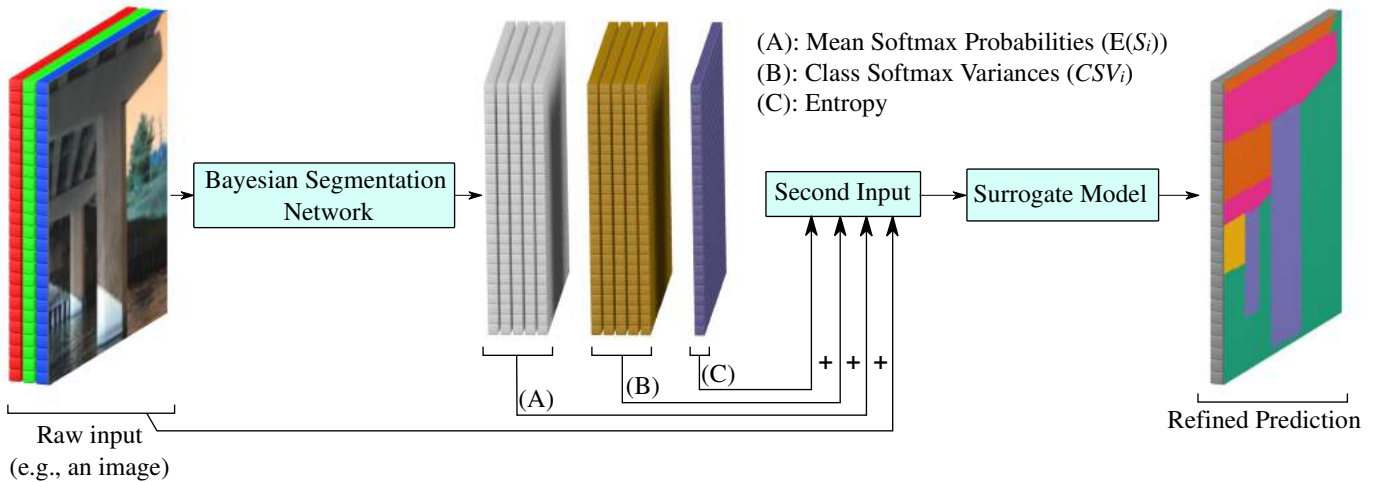 (A): Mean Softmax Probabilities (E(Sᵢ))
(B): Class Softmax Variances (CSVᵢ)
(C): Entropy
Bayesian Segmentation
Network
Second Input
Surrogate Model
+ + +
(A)
(B)
(C)
Raw input
(e.g., an image)
Refined Prediction